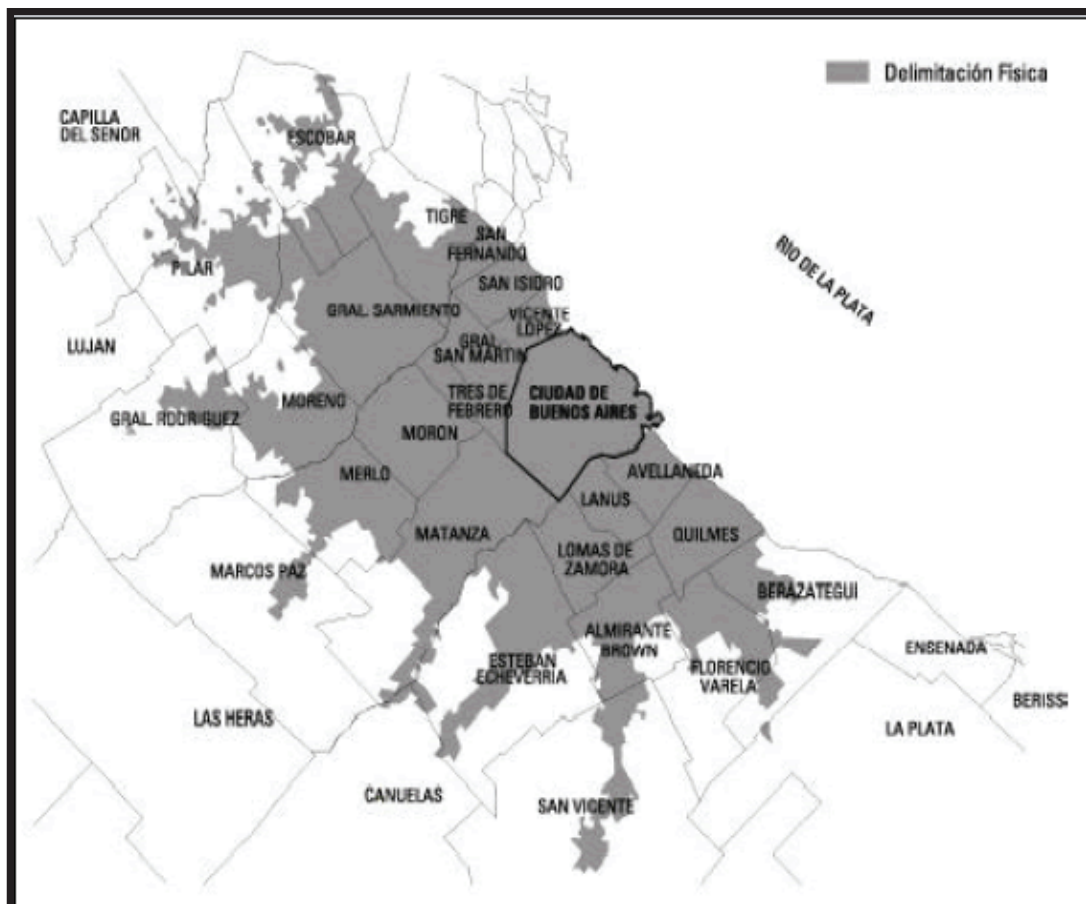 Delimitación Física
CAPILLA
DEL SENOR
ESCOBAR
TIGRE
SAN
FERNANDO
RIO DE LA PLATA
PILAR
SAN ISIDRO
GRAL. SARMIENTO
VICENTE
LÓPEZ
LUJAN
GRAL.
SAN MARTIN
CIUDAD DE
BUENOS AIRES
TRES DE
FEBRERO
MORENO
GRAL. RODRIGUEZ
MORON
MERLO
AVELLANEDA
LANUS
MATANZA
QUILMES
LOMAS DE
ZAMORA
MARCOS PAZ
BERAZATEGUI
ALMIRANTE
BROWN
ENSENADA
ESTEBAN
ECHEVERRIA
FLORENCIO
VARELA
BERISS
LAS HERAS
LA PLATA
CANUELAS
SAN VICENTE